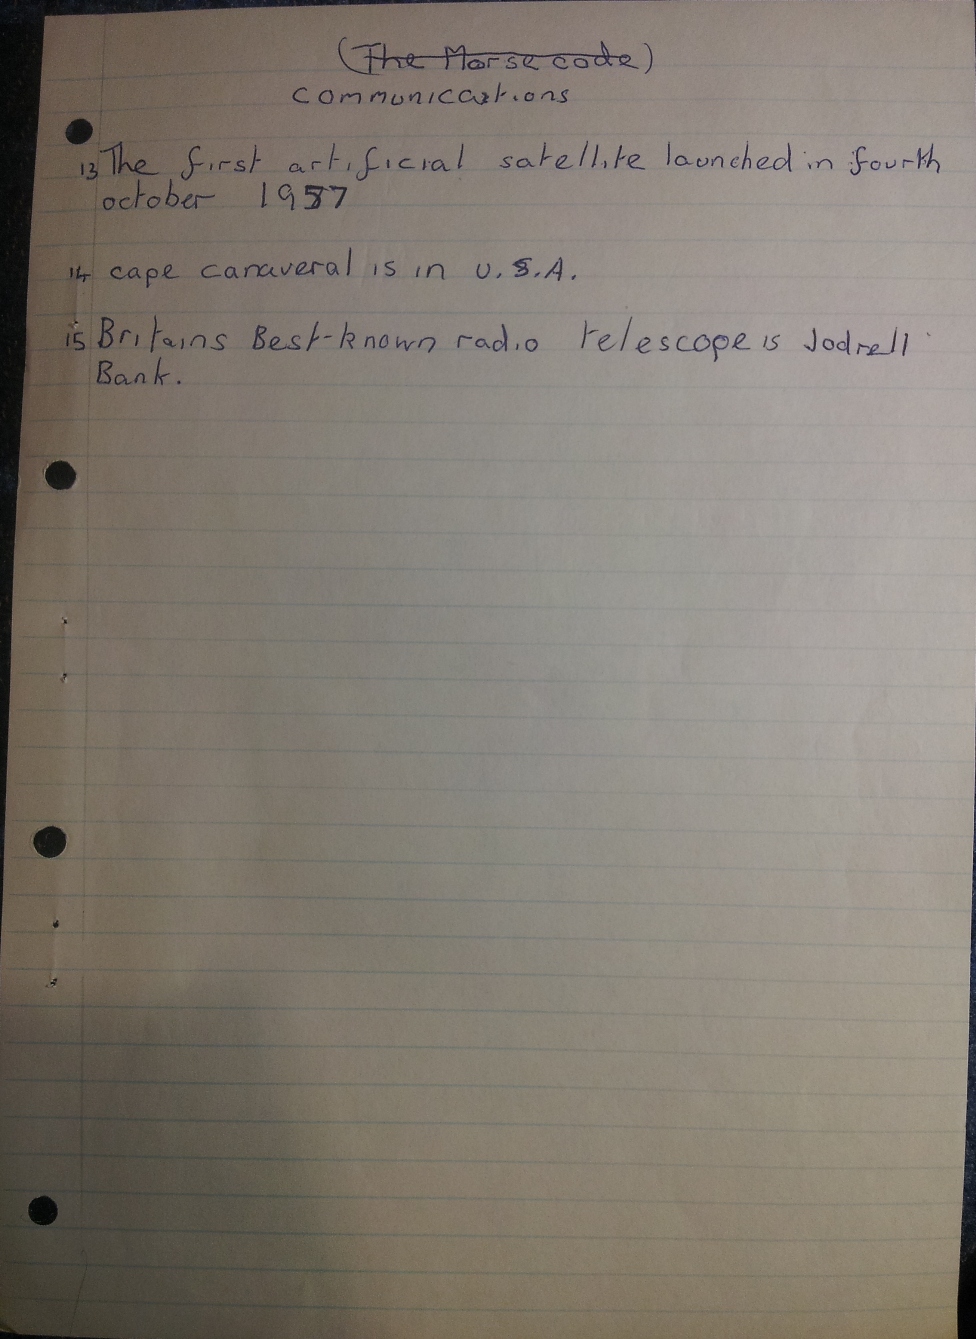 (The Morse code)
communications
13 The first artificial satellite launched in fourth
october 1957
14 cape canaveral is in U.S.A.
15 Britains Best-known radio telescope is Jodrell
Bank.